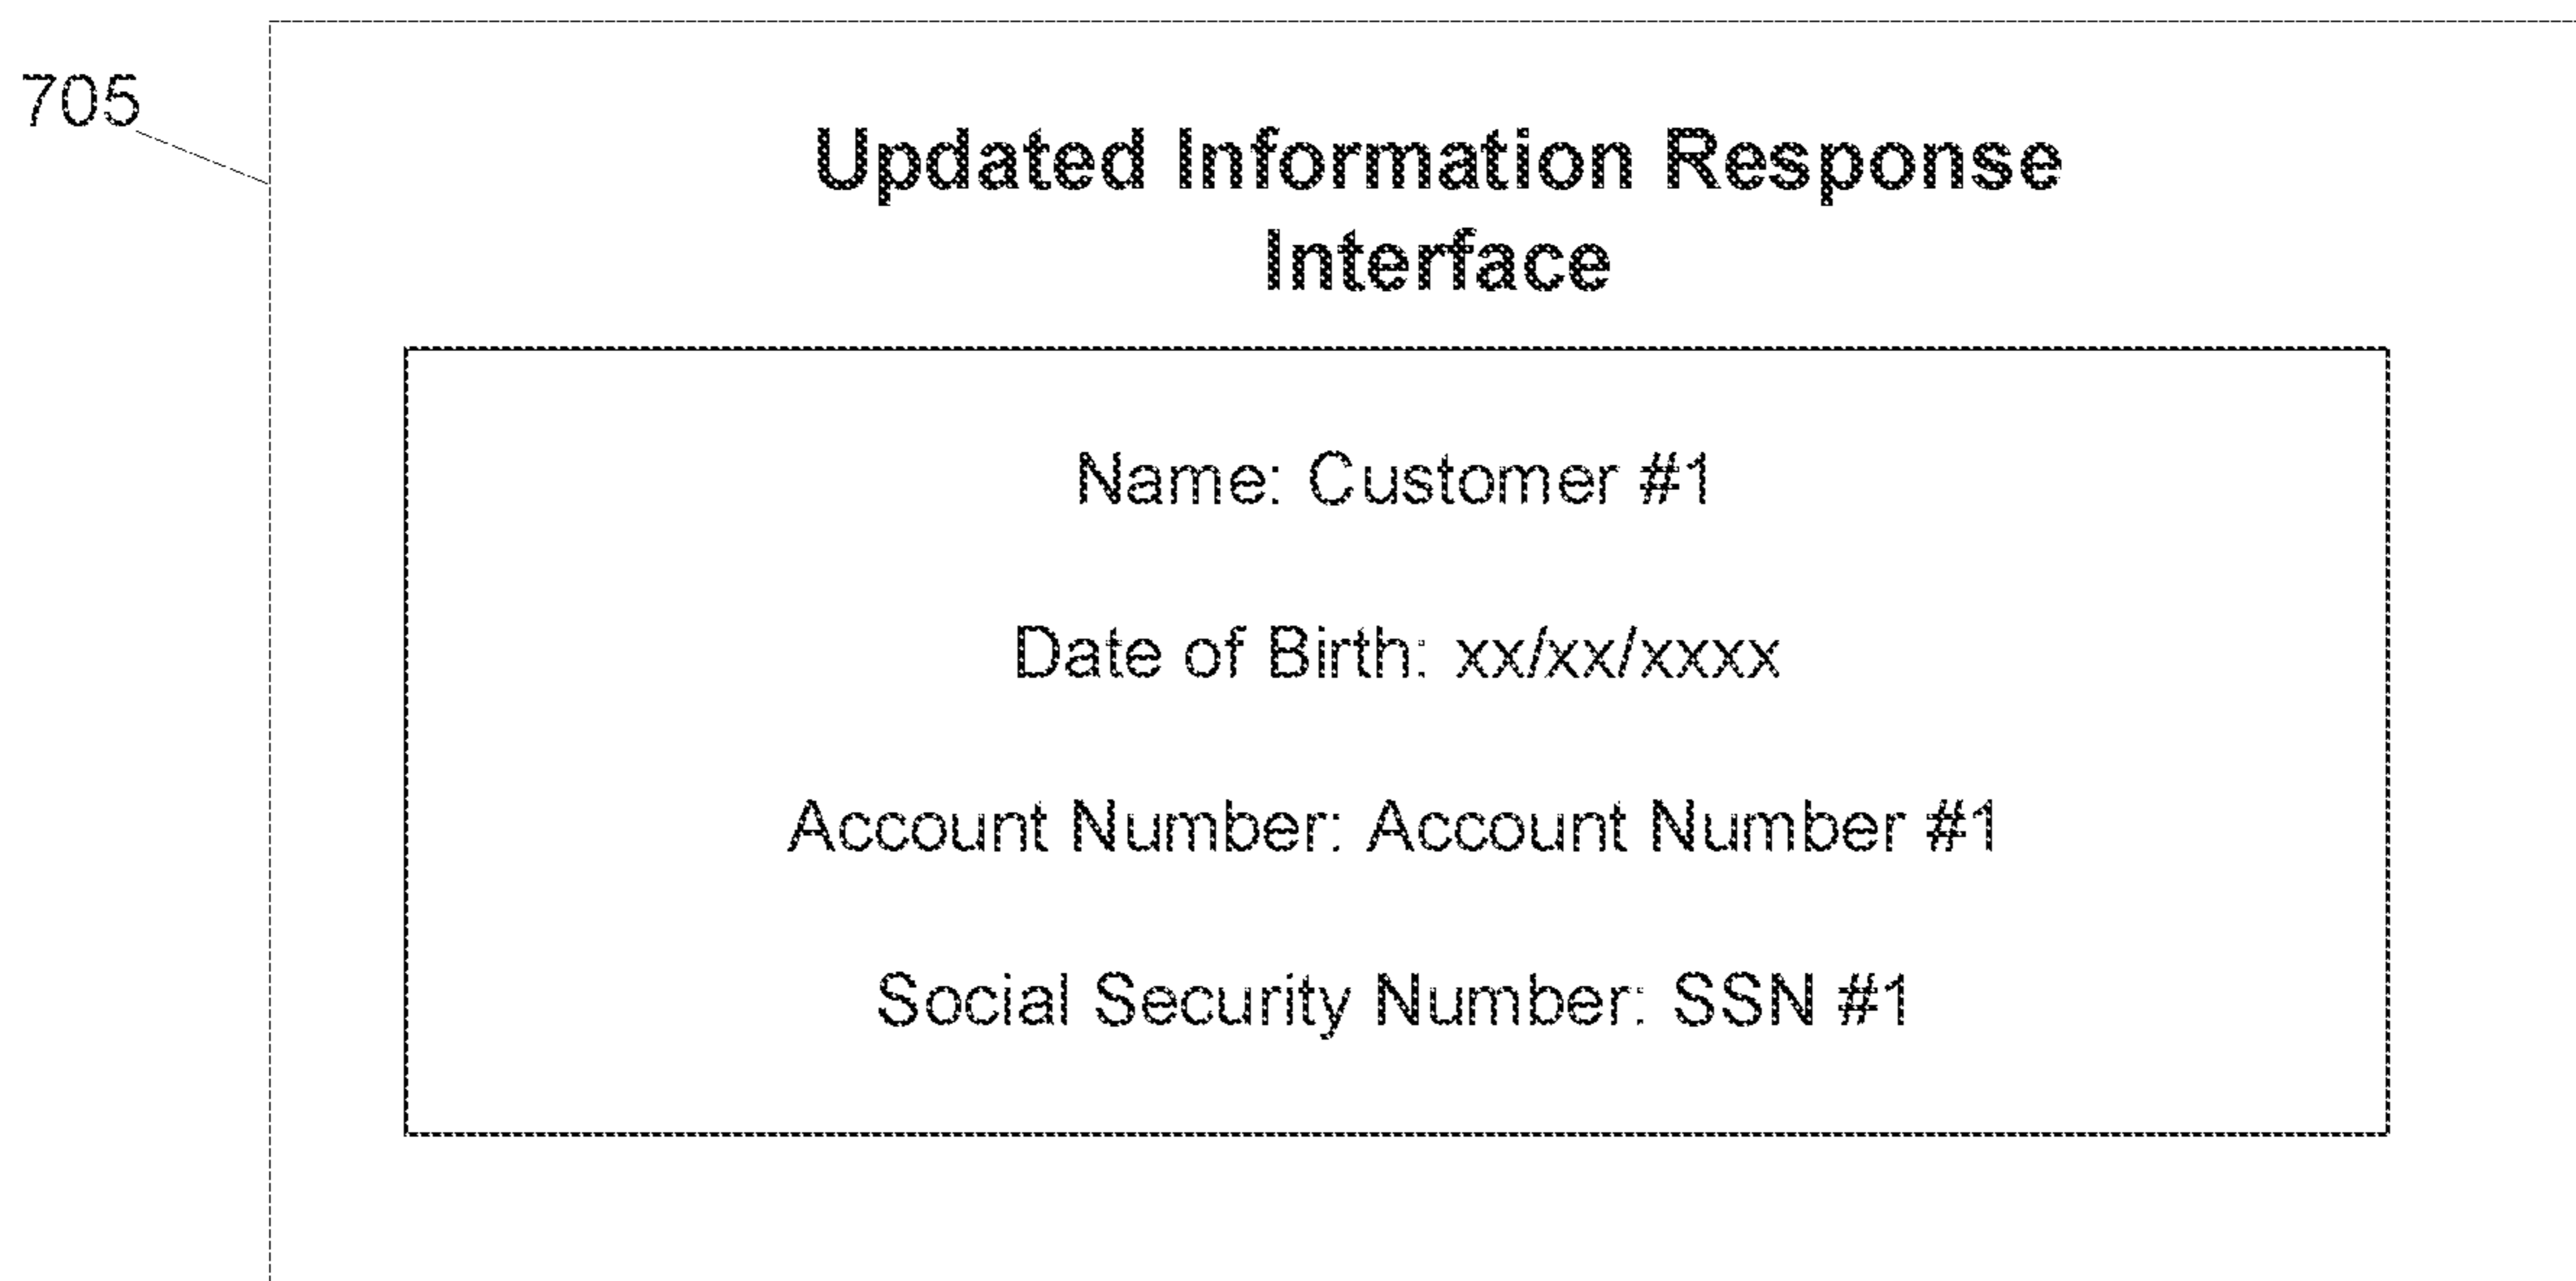 705
Updated Information Response
Interface
Name: Customer #1
Date of Birth: xx/xx/xxxx
Account Number: Account Number #1
Social Security Number: SSN #1